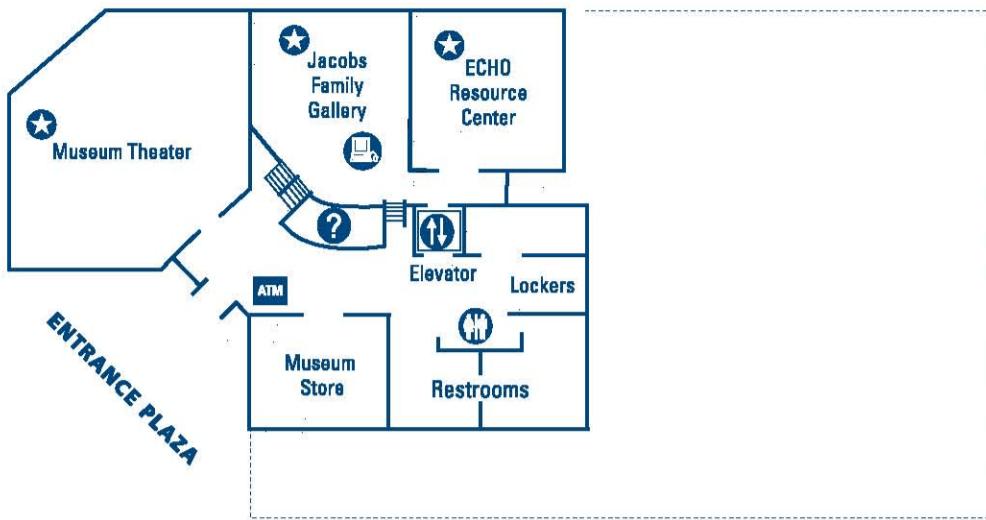 Jacobs
Family
Gallery
ECHO
Resource
Center
Museum Theater
?
Elevator
Lockers
ATM
Museum
Store
Restrooms
ENTRANCE PLAZA